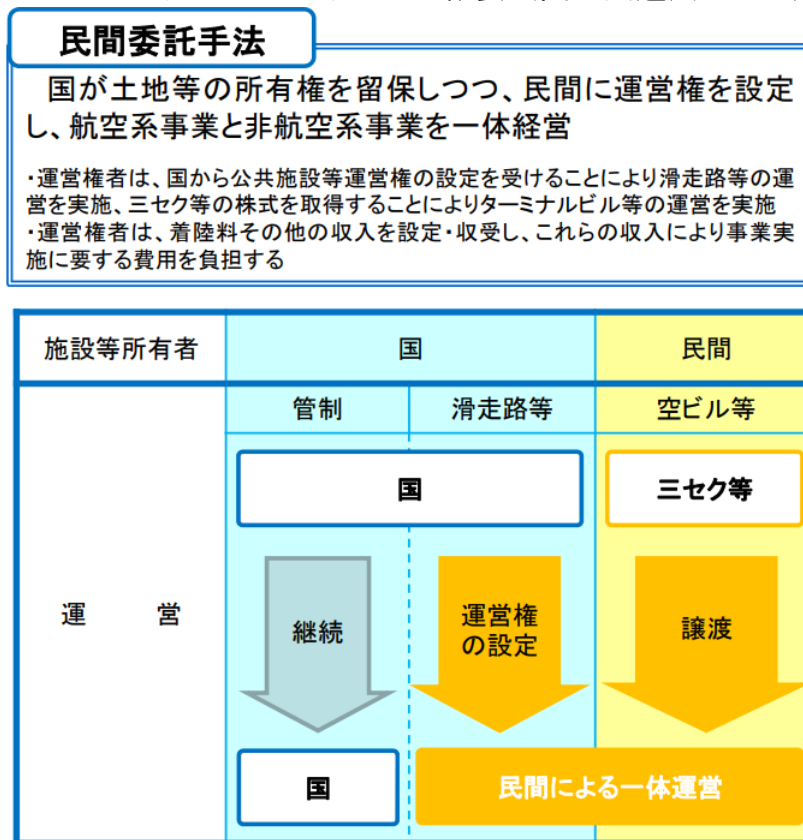 民間委託手法
国が土地等の所有権を留保しつつ、民間に運営権を設定
し、航空系事業と非航空系事業を一体経営
・運営権者は、国から公共施設等運営権の設定を受けることにより滑走路等の運
営を実施、三セク等の株式を取得することによりターミナルビル等の運営を実施
・運営権者は、着陸料その他の収入を設定・収受し、これらの収入により事業実
施に要する費用を負担する
施設等所有者
国
民間
管制
滑走路等
空ビル等
国
三セク等
運 営
継続
運営権
の設定
譲渡
国
民間による一体運営